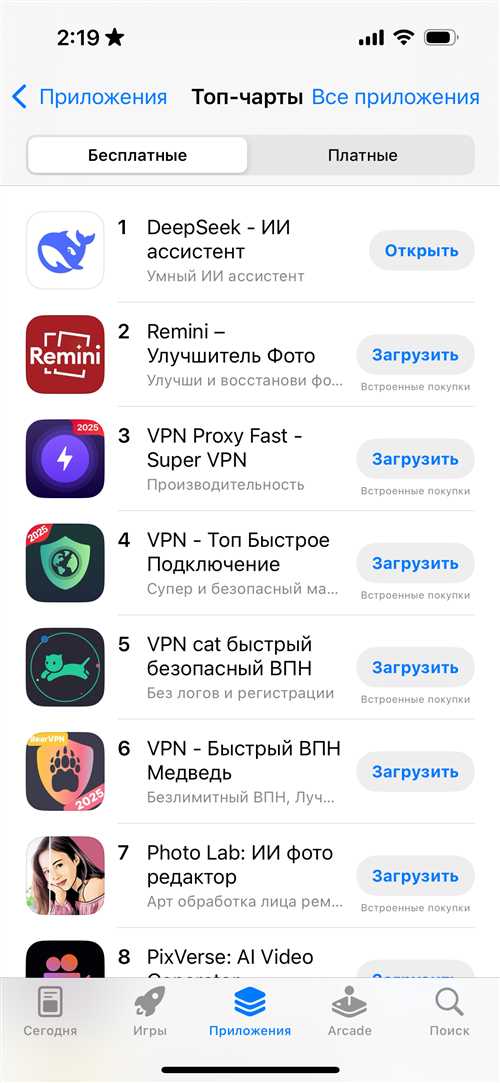 2:19
Приложения Топ-чарты Все приложения
Бесплатные Платные
1 DeepSeek - ИИ
ассистент
Умный ИИ ассистент
Открыть
Remini
2 Remini –
Улучшитель Фото
Улучши и восстанови фо...
Загрузить
Встроенные покупки
2025
3 VPN Proxy Fast -
Super VPN
Производительность
Загрузить
Встроенные покупки
2025
4 VPN - Топ Быстрое
Подключение
Супер и безопасный ма...
Загрузить
Встроенные покупки
5 VPN cat быстрый
безопасный ВПН
Без логов и регистрации
Загрузить
Встроенные покупки
BearVPN
2025
6 VPN - Быстрый ВПН
Медведь
Безлимитный ВПН, Луч...
Загрузить
7 Photo Lab: ИИ фото
редактор
Арт обработка лица рем...
Загрузить
Встроенные покупки
8 PixVerse: AI Video
Сегодня Игры Приложения Arcade Поиск